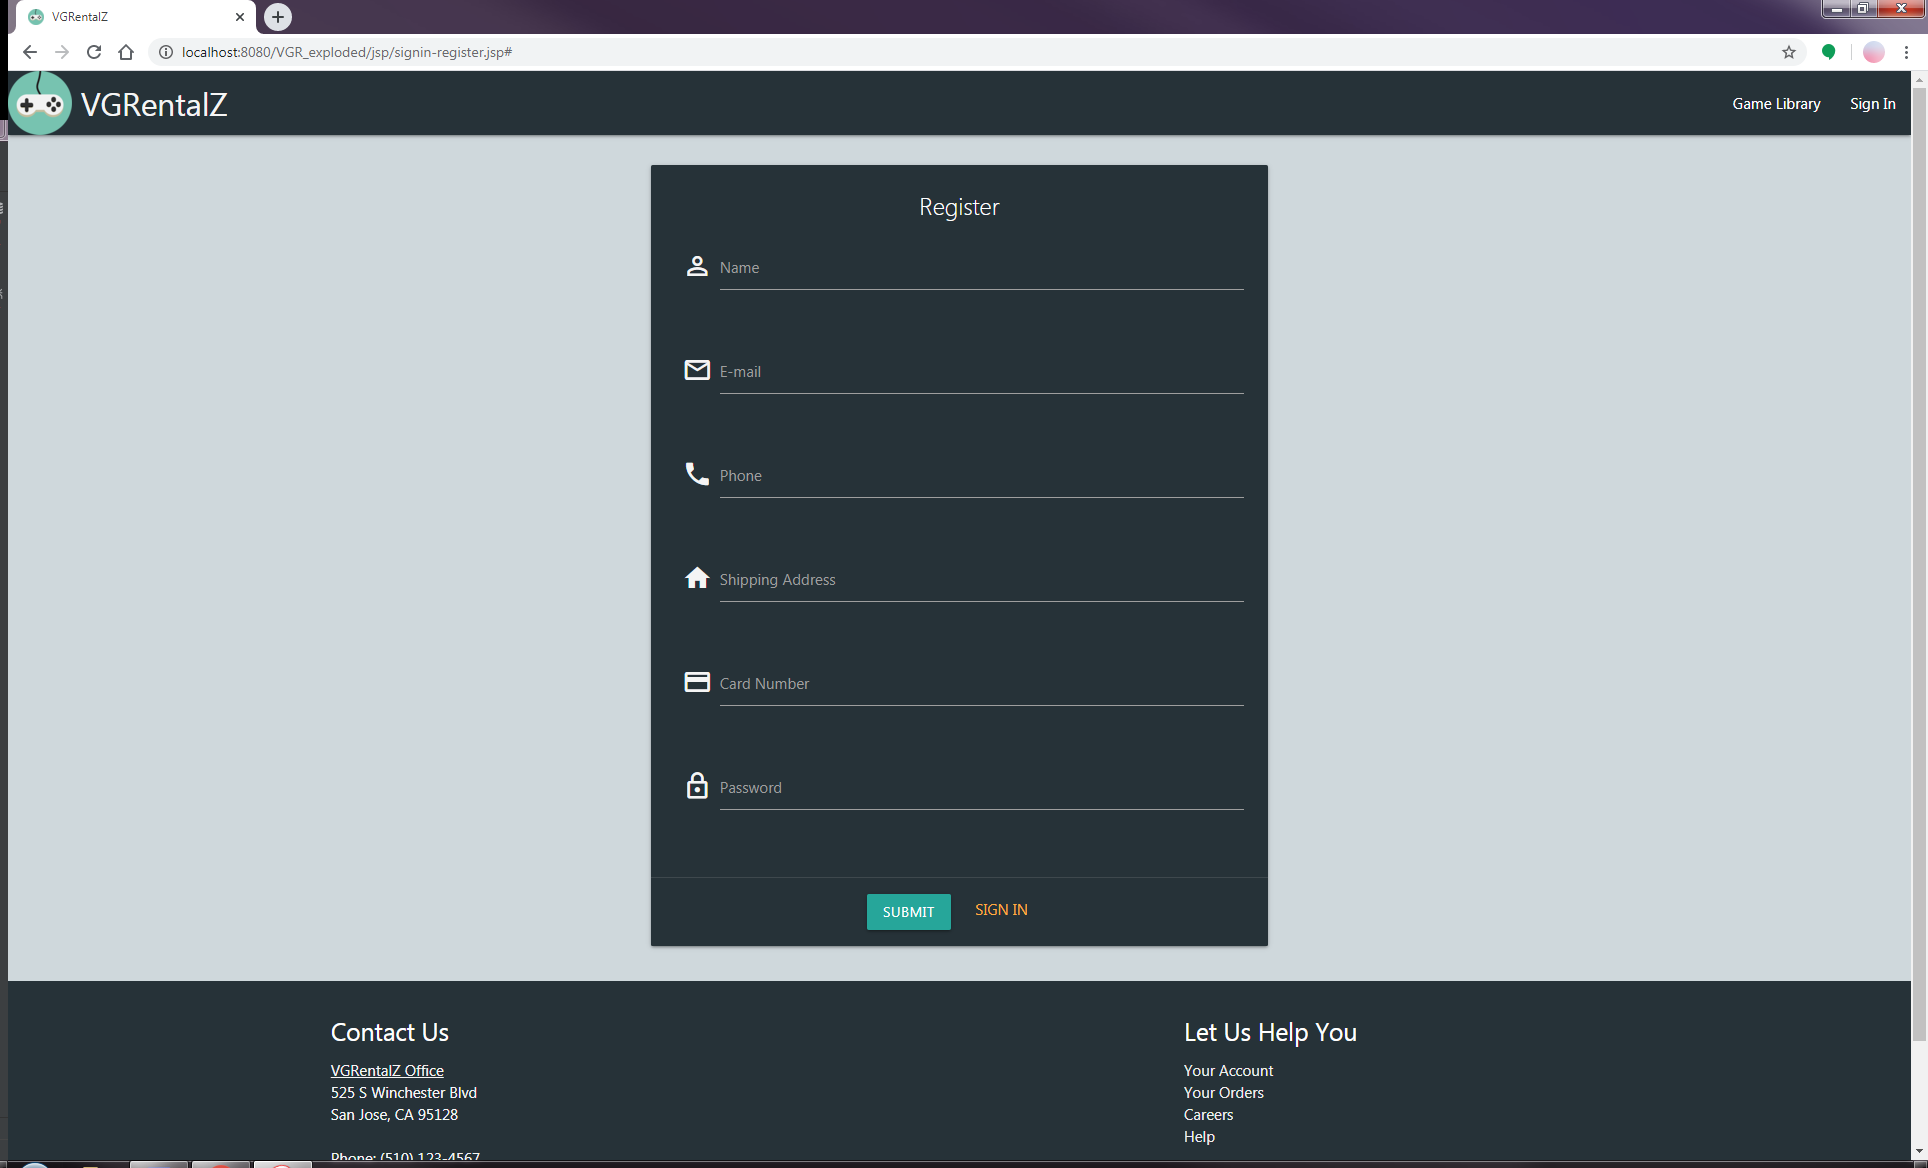 VGRentalZ
localhost:8080/VGR_exploded/jsp/signin-register.jsp#
VGRentalZ
Game Library
Sign In
Register
Name
E-mail
Phone
Shipping Address
Card Number
Password
SUBMIT
SIGN IN
Contact Us
VGRentalZ Office
525 S Winchester Blvd
San Jose, CA 95128
Phone: (510) 123-4567
Let Us Help You
Your Account
Your Orders
Careers
Help